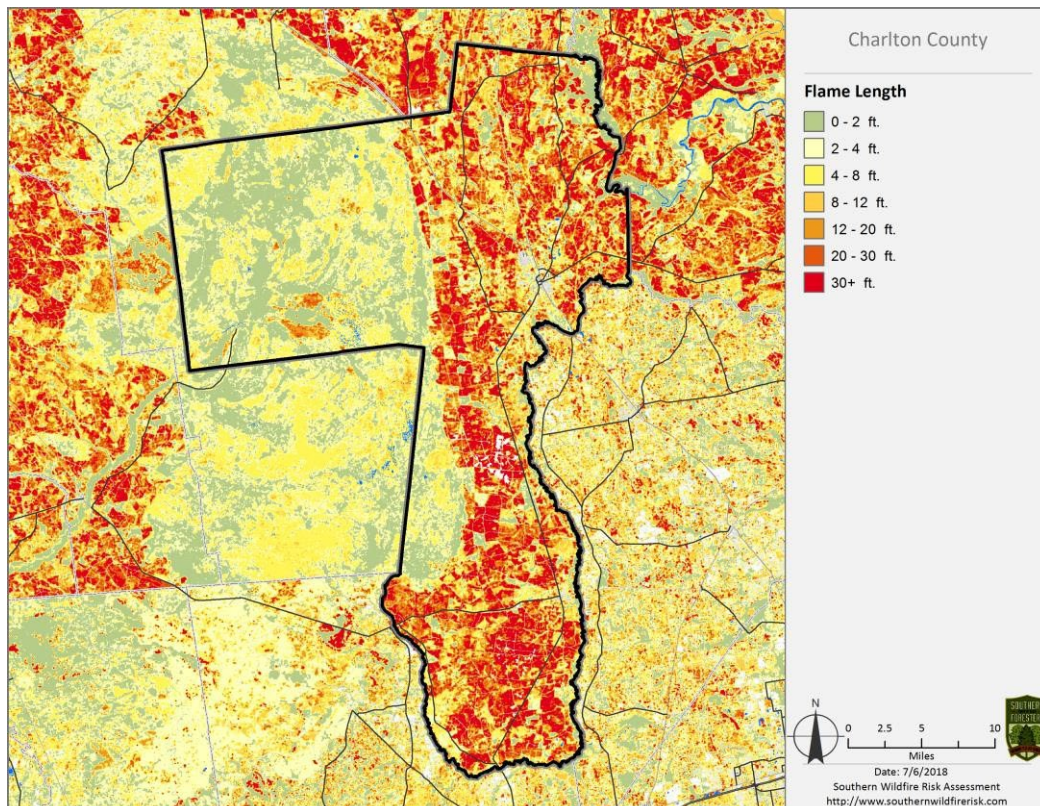 Charlton County
Flame Length
0 - 2 ft.
2 - 4 ft.
4 - 8 ft.
8 - 12 ft.
12 - 20 ft.
20 - 30 ft.
30+ ft.
N
0 2.5 5 10
Miles
SOUTHERN
Date: 7/6/2018
Southern Wildfire Risk Assessment
http://www.southernwildfirerisk.com